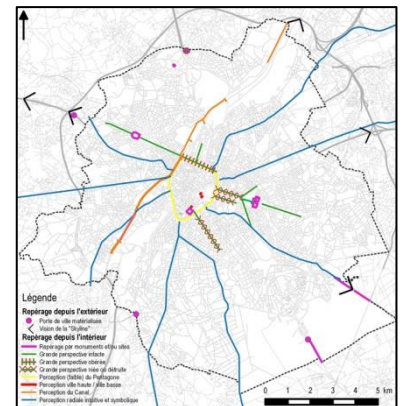 Légende
Repérage depuis l'extérieur
Porte de ville matérialisée
Vision de la "Skyline"
Repérage depuis l'intérieur
Repérage par monuments et/ou sites
Grande perspective intacte
Grande perspective obérée
Grande perspective niée ou détruite
Perception (faible) du Pentagone
Perception ville haute / ville basse
Perception du Canal
Perception radiale intuitive et symbolique
0 1 2 3 4 5 km